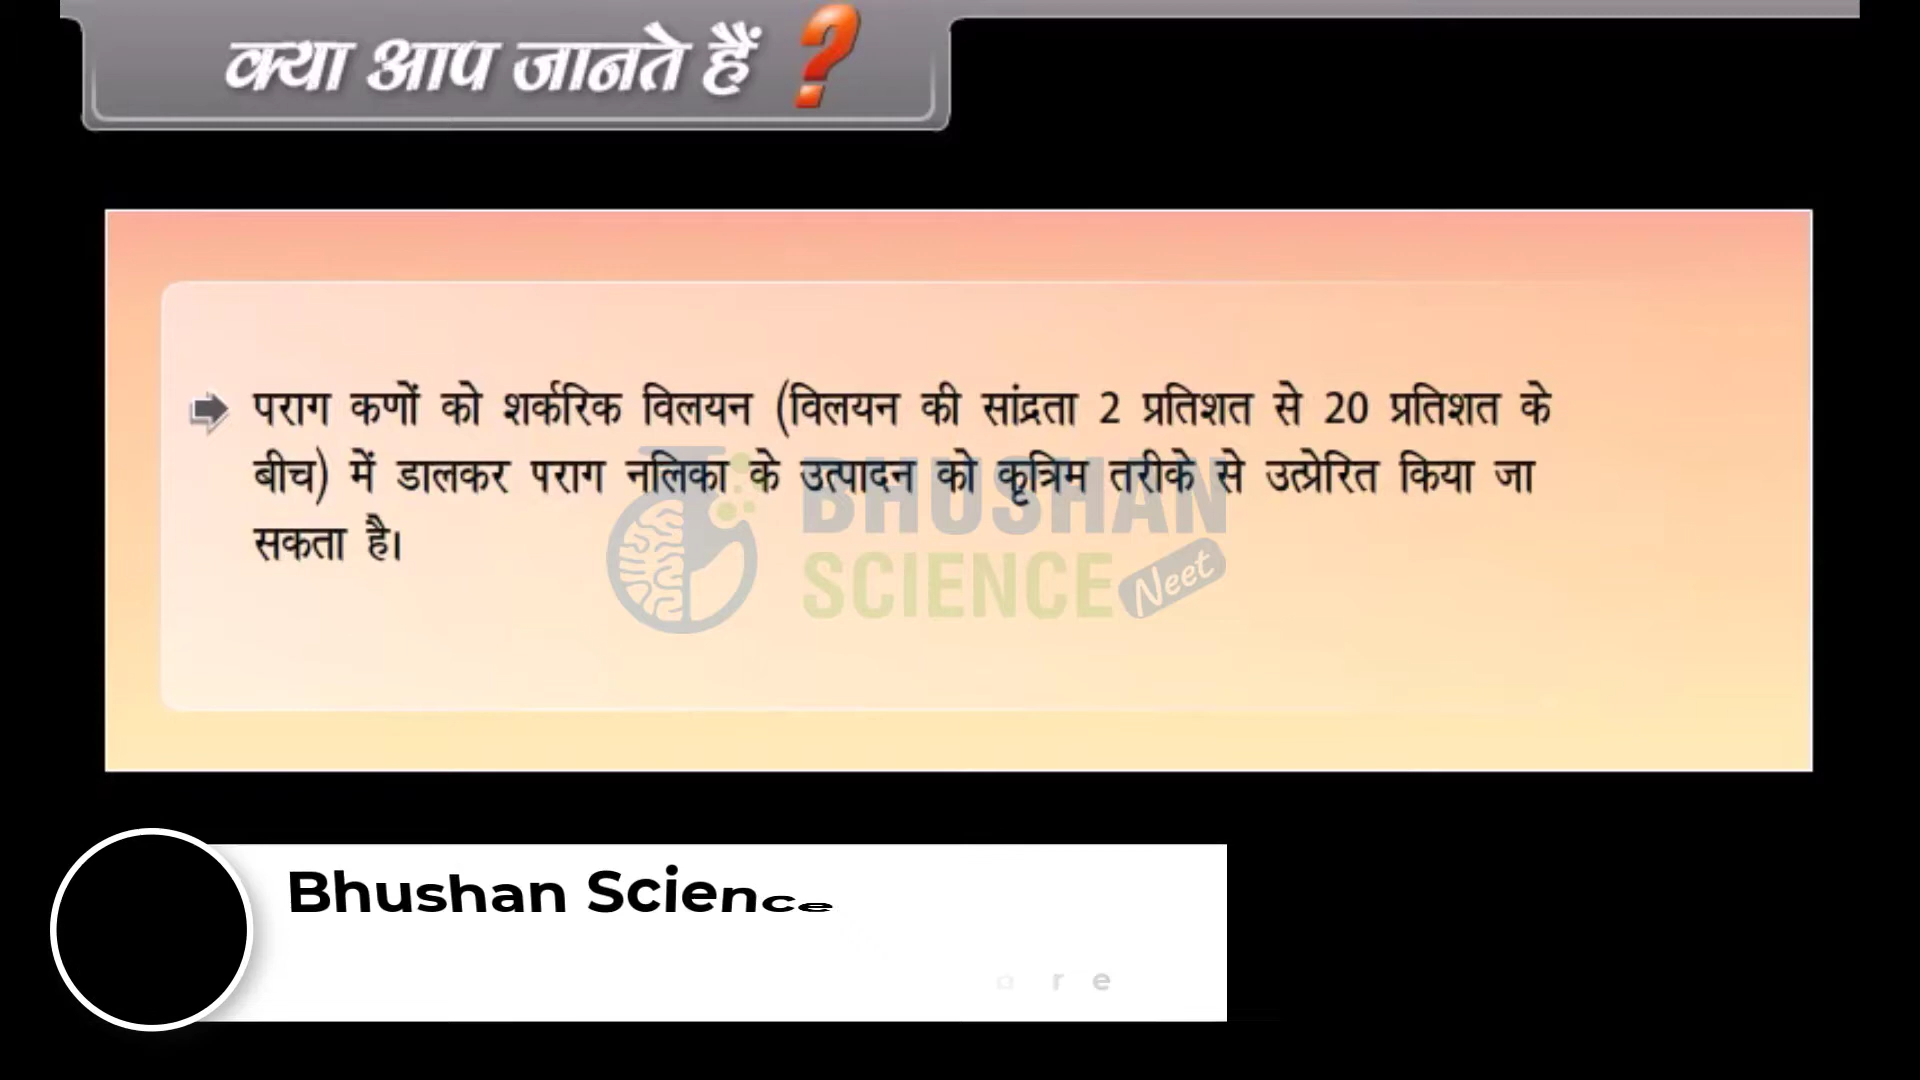 क्या आप जानते हैं ?
पराग कणों को शर्करिक विलयन (विलयन की सांद्रता 2 प्रतिशत से 20 प्रतिशत के
बीच) में डालकर पराग नलिका के उत्पादन को कृत्रिम तरीके से उत्प्रेरित किया जा
सकता है।
BHUSHAN
SCIENCE Neet
Bhushan Science
r e